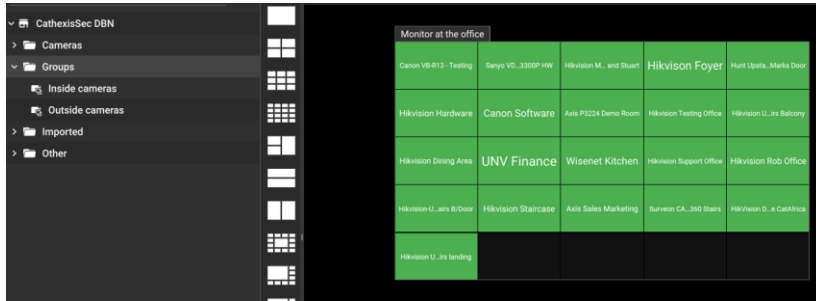 CathexisSec DBN
Cameras
Groups
Inside cameras
Outside cameras
Imported
Other
Monitor at the office
Canon VB-R13 - Testing
Sanyo VD...3300P HW
Hikvision M... and Stuart
Hikvison Foyer
Hunt Upsta...Marks Door
Hikvision Hardware
Canon Software
Axis P3224 Demo Room
Hikvision Testing Office
Hikvision U...irs Balcony
Hikvision Dining Area
UNV Finance
Wisenet Kitchen
Hikvision Support Office
Hikvision Rob Office
Hikvision-U...airs B/Door
Hikvision Staircase
Axis Sales Marketing
Surveon CA...360 Stairs
HikVision D...e CatAfrica
Hikvision U...irs landing